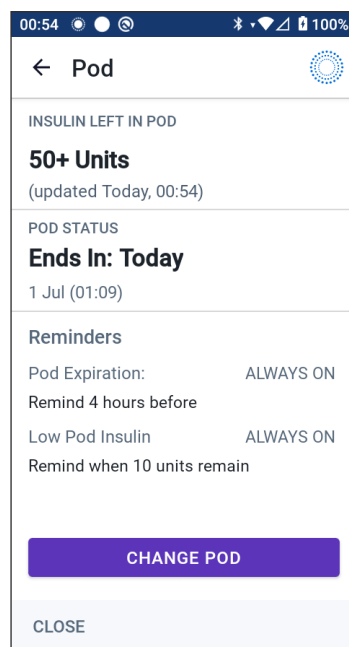 00:54 100%
Pod
INSULIN LEFT IN POD
50+ Units
(updated Today, 00:54)
POD STATUS
Ends In: Today
1 Jul (01:09)
Reminders
Pod Expiration: ALWAYS ON
Remind 4 hours before
Low Pod Insulin ALWAYS ON
Remind when 10 units remain
CHANGE POD
CLOSE